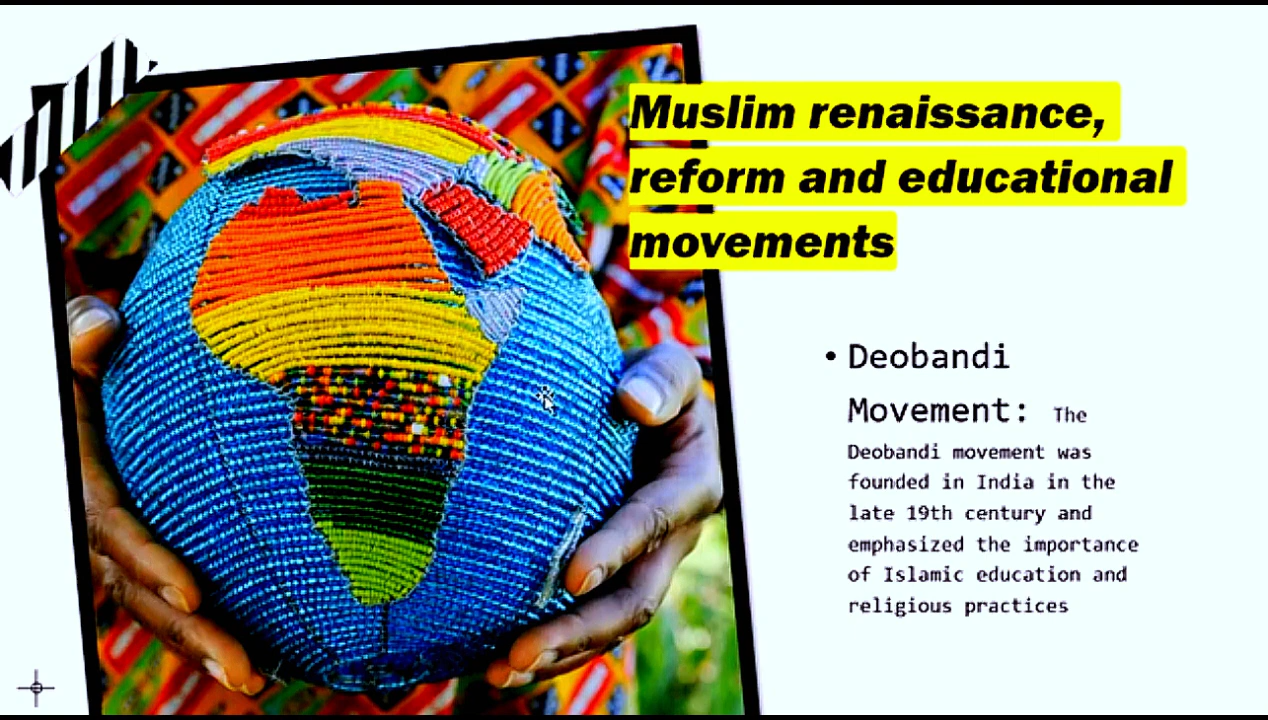 Muslim renaissance,
reform and educational
movements
• Deobandi
Movement: The
Deobandi movement was
founded in India in the
late 19th century and
emphasized the importance
of Islamic education and
religious practices